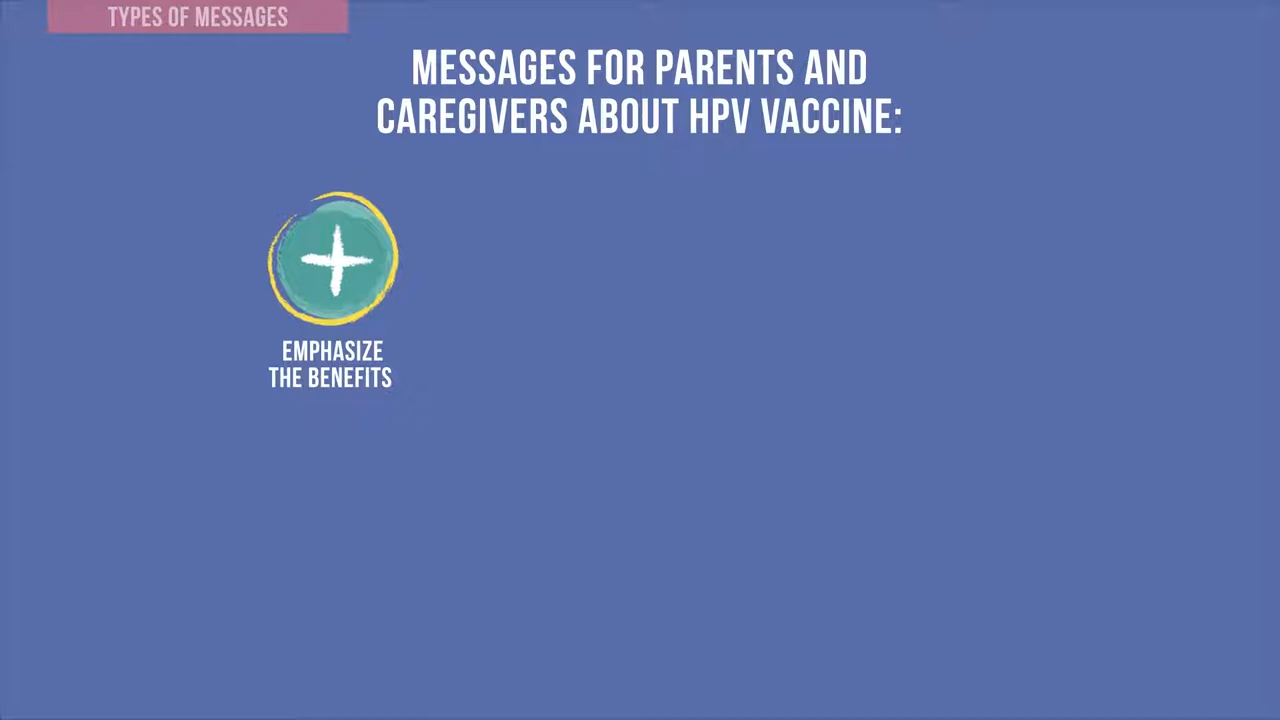 TYPES OF MESSAGES
MESSAGES FOR PARENTS AND
CAREGIVERS ABOUT HPV VACCINE:
EMPHASIZE
THE BENEFITS